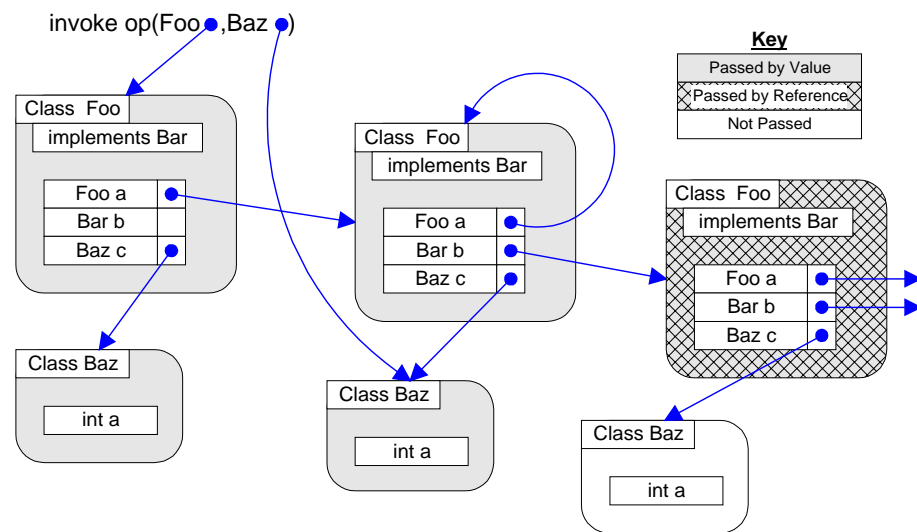 invoke op(Foo ,Baz )
Key
Passed by Value
Passed by Reference
Not Passed
Class Foo
implements Bar
Foo a
Bar b
Baz c
Class Foo
implements Bar
Foo a
Bar b
Baz c
Class Foo
implements Bar
Foo a
Bar b
Baz c
Class Baz
int a
Class Baz
int a
Class Baz
int a